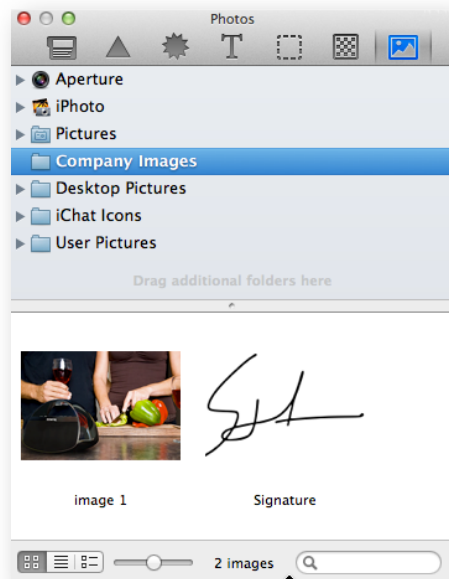 Photos
T
Aperture
iPhoto
Pictures
Company Images
Desktop Pictures
iChat Icons
User Pictures
Drag additional folders here
image 1
Signature
2 images